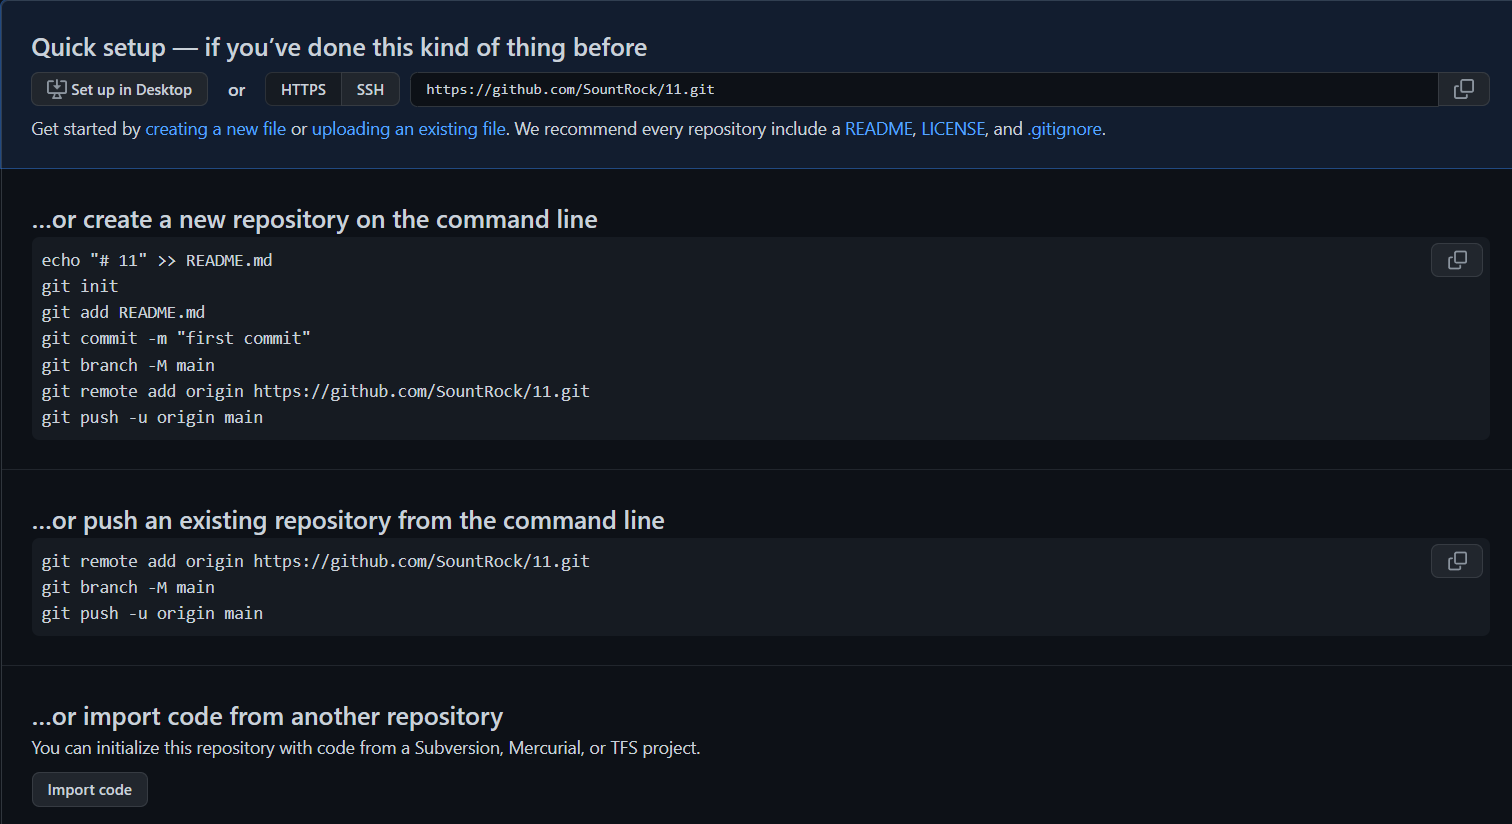 Quick setup — if you’ve done this kind of thing before
Set up in Desktop or HTTPS SSH https://github.com/SountRock/11.git
Get started by creating a new file or uploading an existing file. We recommend every repository include a README, LICENSE, and .gitignore.
…or create a new repository on the command line
echo "# 11" >> README.md
git init
git add README.md
git commit -m "first commit"
git branch -M main
git remote add origin https://github.com/SountRock/11.git
git push -u origin main
…or push an existing repository from the command line
git remote add origin https://github.com/SountRock/11.git
git branch -M main
git push -u origin main
…or import code from another repository
You can initialize this repository with code from a Subversion, Mercurial, or TFS project.
Import code